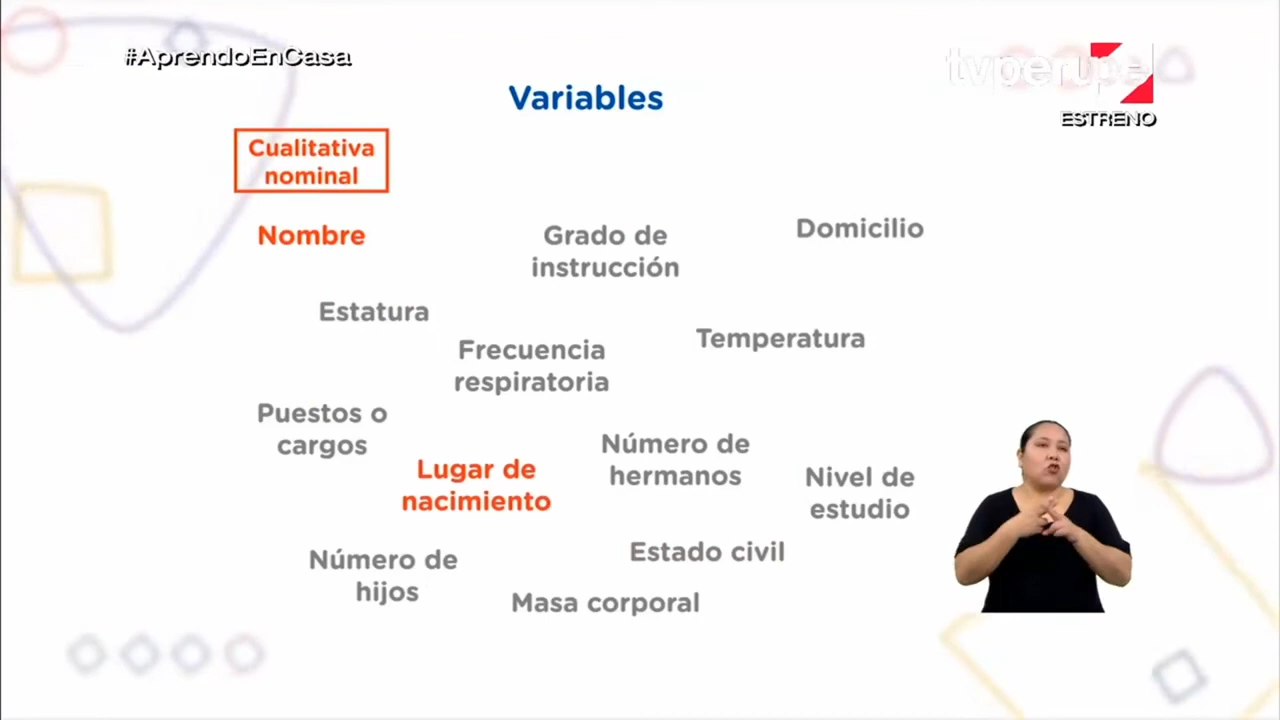 #AprendoEnCasa
tvperu
ESTRENO
Variables
Cualitativa
nominal
Nombre
Grado de
instrucción
Domicilio
Estatura
Frecuencia
respiratoria
Temperatura
Puestos o
cargos
Lugar de
nacimiento
Número de
hermanos
Nivel de
estudio
Número de
hijos
Estado civil
Masa corporal